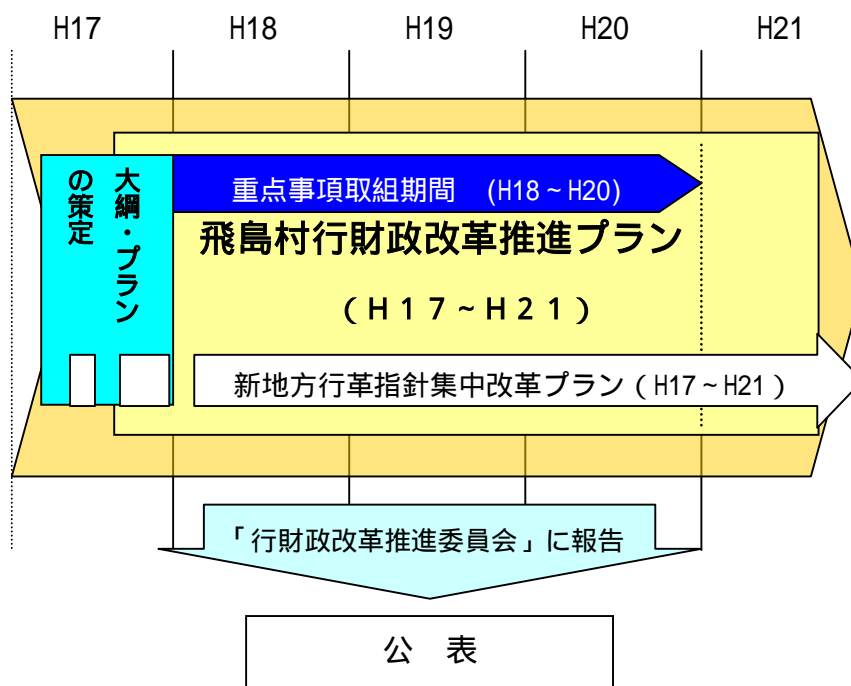 H17 H18 H19 H20 H21
大綱・プラン
の策定
重点事項取組期間 (H18~H20)
飛島村行財政改革推進プラン
(H17~H21)
新地方行革指針集中改革プラン(H17~H21)
「行財政改革推進委員会」に報告
公 表